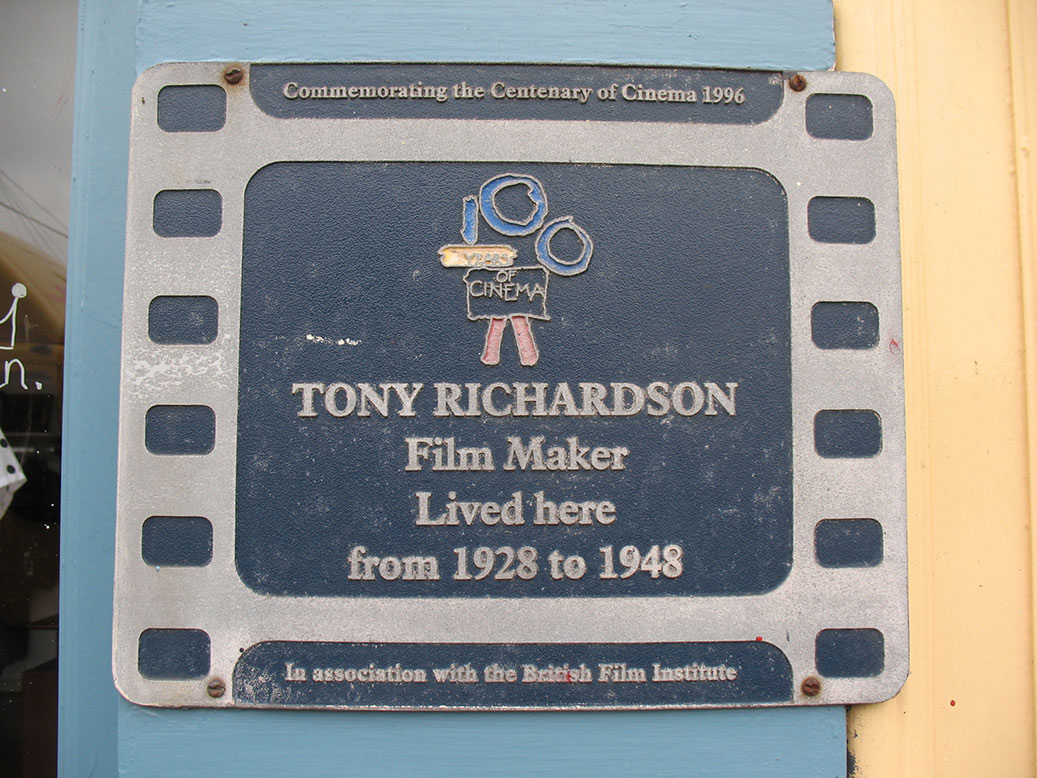 Commemorating the Centenary of Cinema 1996
100
YEARS
OF
CINEMA
TONY RICHARDSON
Film Maker
Lived here
from 1928 to 1948
In association with the British Film Institute
n.